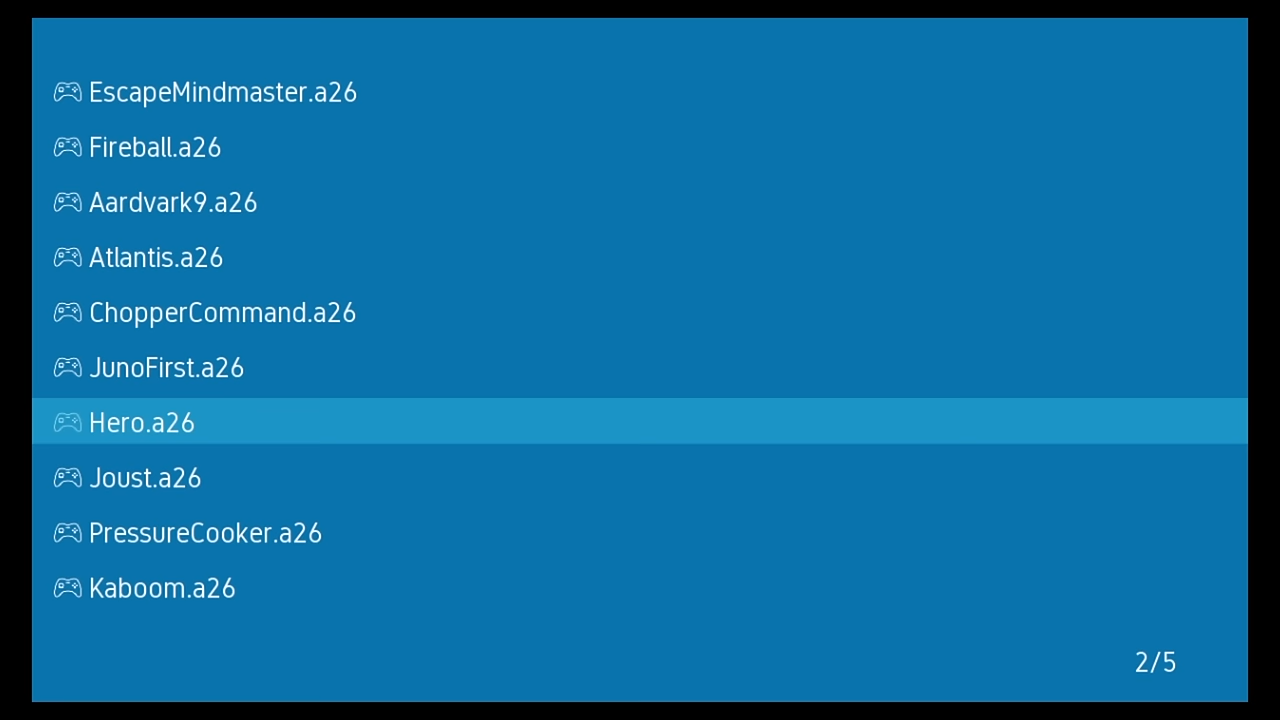 EscapeMindmaster.a26
Fireball.a26
Aardvark9.a26
Atlantis.a26
ChopperCommand.a26
JunoFirst.a26
Hero.a26
Joust.a26
PressureCooker.a26
Kaboom.a26
2/5